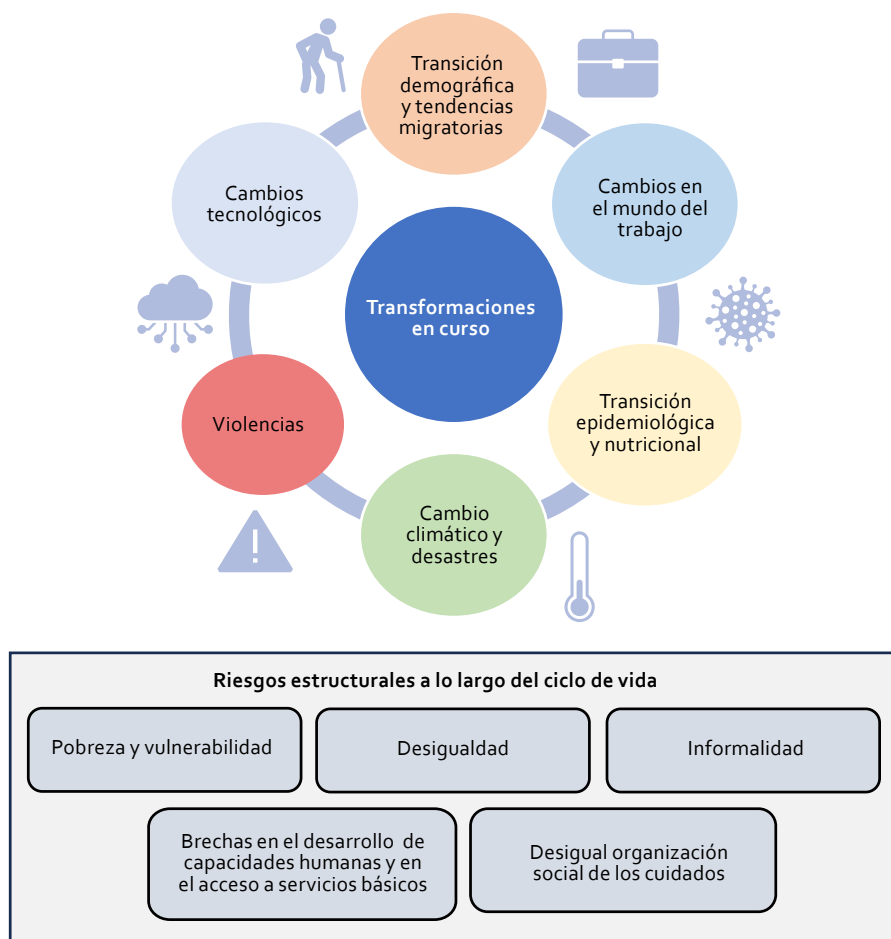 Transición
demográfica
y tendencias
migratorias
Cambios
tecnológicos
Cambios en
el mundo del
trabajo
Transformaciones
en curso
Violencias
Transición
epidemiológica
y nutricional
Cambio
climático y
desastres
Riesgos estructurales a lo largo del ciclo de vida
Pobreza y vulnerabilidad
Desigualdad
Informalidad
Brechas en el desarrollo de
capacidades humanas y en
el acceso a servicios básicos
Desigual organización
social de los cuidados